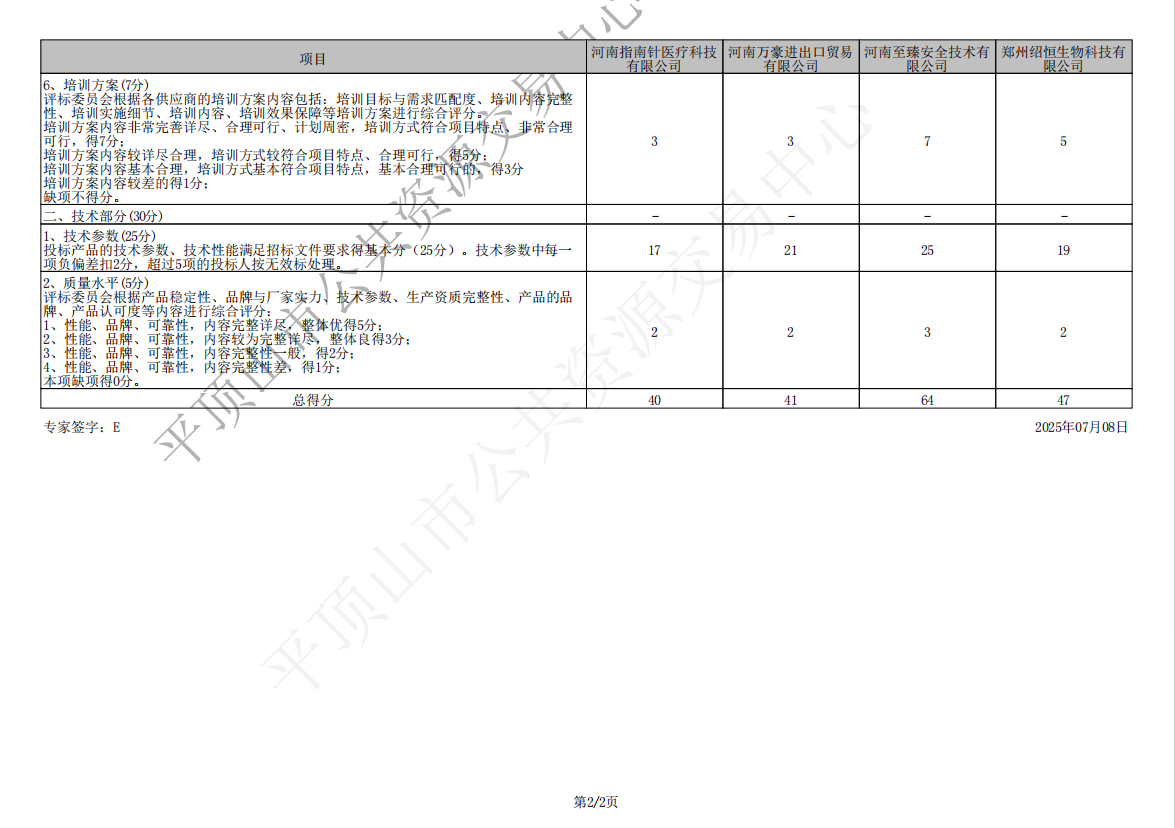 项目
河南指南针医疗科技
有限公司
河南万豪进出口贸易
有限公司
河南至臻安全技术有
限公司
郑州绍恒生物科技有
限公司
6、培训方案(7分)
评标委员会根据各供应商的培训方案内容包括：培训目标与需求匹配度、培训内容完整
性、培训实施细节、培训内容、培训效果保障等培训方案进行综合评分。
培训方案内容非常完善详尽、合理可行、计划周密，培训方式符合项目特点、非常合理
可行，得7分；
培训方案内容较详尽合理，培训方式较符合项目特点、合理可行，得5分；
培训方案内容基本合理，培训方式基本符合项目特点，基本合理可行的，得3分
培训方案内容较差的得1分；
缺项不得分。
3
3
7
5
二、技术部分(30分)
–
–
–
–
1、技术参数(25分)
投标产品的技术参数、技术性能满足招标文件要求得基本分（25分）。技术参数中每一
项负偏差扣2分，超过5项的投标人按无效标处理。
17
21
25
19
2、质量水平(5分)
评标委员会根据产品稳定性、品牌与厂家实力、技术参数、生产资质完整性、产品的品
牌、产品认可度等内容进行综合评分：
1、性能、品牌、可靠性，内容完整详尽，整体优得5分；
2、性能、品牌、可靠性，内容较为完整详尽，整体良得3分；
3、性能、品牌、可靠性，内容完整性一般，得2分；
4、性能、品牌、可靠性，内容完整性差，得1分；
本项缺项得0分。
2
2
3
2
总得分
40
41
64
47
专家签字：E
2025年07月08日
平顶山市公共资源交易中心
平顶山市公共资源交易中心
第2/2页